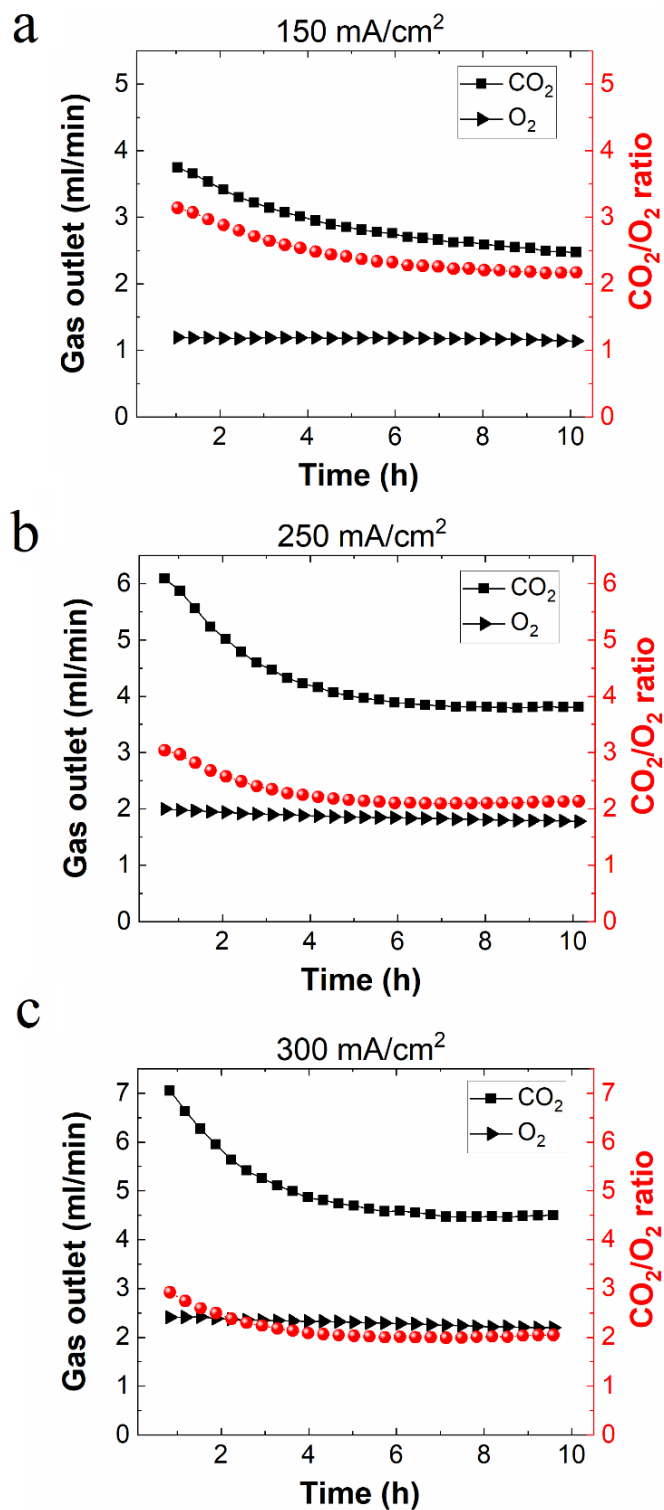 a
150 mA/cm²
Gas outlet (ml/min)
5
4
3
2
1
0
CO₂
O₂
5
4
3
2
1
0
CO₂/O₂ ratio
2 4 6 8 10
Time (h)
b
250 mA/cm²
Gas outlet (ml/min)
6
5
4
3
2
1
0
CO₂
O₂
6
5
4
3
2
1
0
CO₂/O₂ ratio
2 4 6 8 10
Time (h)
c
300 mA/cm²
Gas outlet (ml/min)
7
6
5
4
3
2
1
0
CO₂
O₂
7
6
5
4
3
2
1
0
CO₂/O₂ ratio
2 4 6 8 10
Time (h)